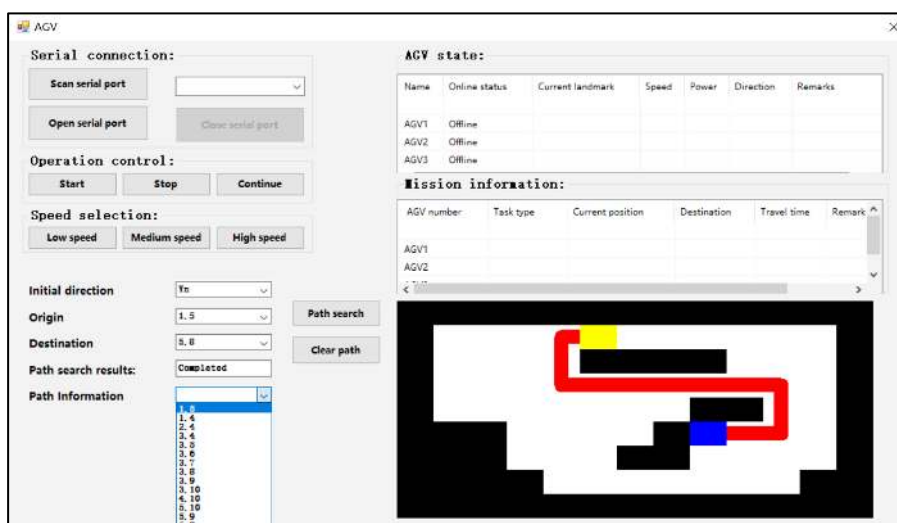 AGV
Serial connection:
Scan serial port
Open serial port
Close serial port
Operation control:
Start
Stop
Continue
Speed selection:
Low speed
Medium speed
High speed
Initial direction
Yn
Origin
1.5
Destination
5.8
Path search results:
Completed
Path Information
Path search
Clear path
1.5
1.4
2.4
3.4
3.5
3.6
3.7
3.8
3.9
3.10
4.10
5.10
5.9
AGV state:
Name Online status Current landmark Speed Power Direction Remarks
AGV1 Offline
AGV2 Offline
AGV3 Offline
Mission information:
AGV number Task type Current position Destination Travel time Remark
AGV1
AGV2